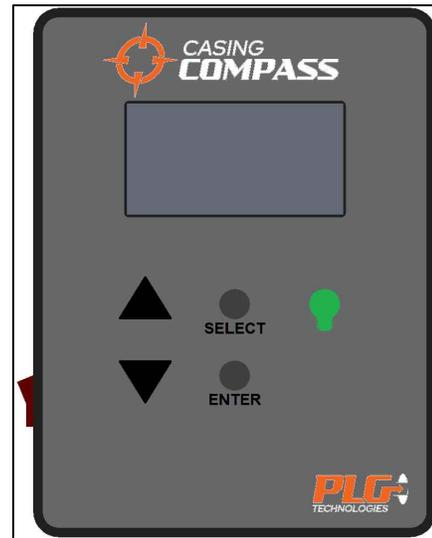 CASING
COMPASS
SELECT
ENTER
PLG
TECHNOLOGIES